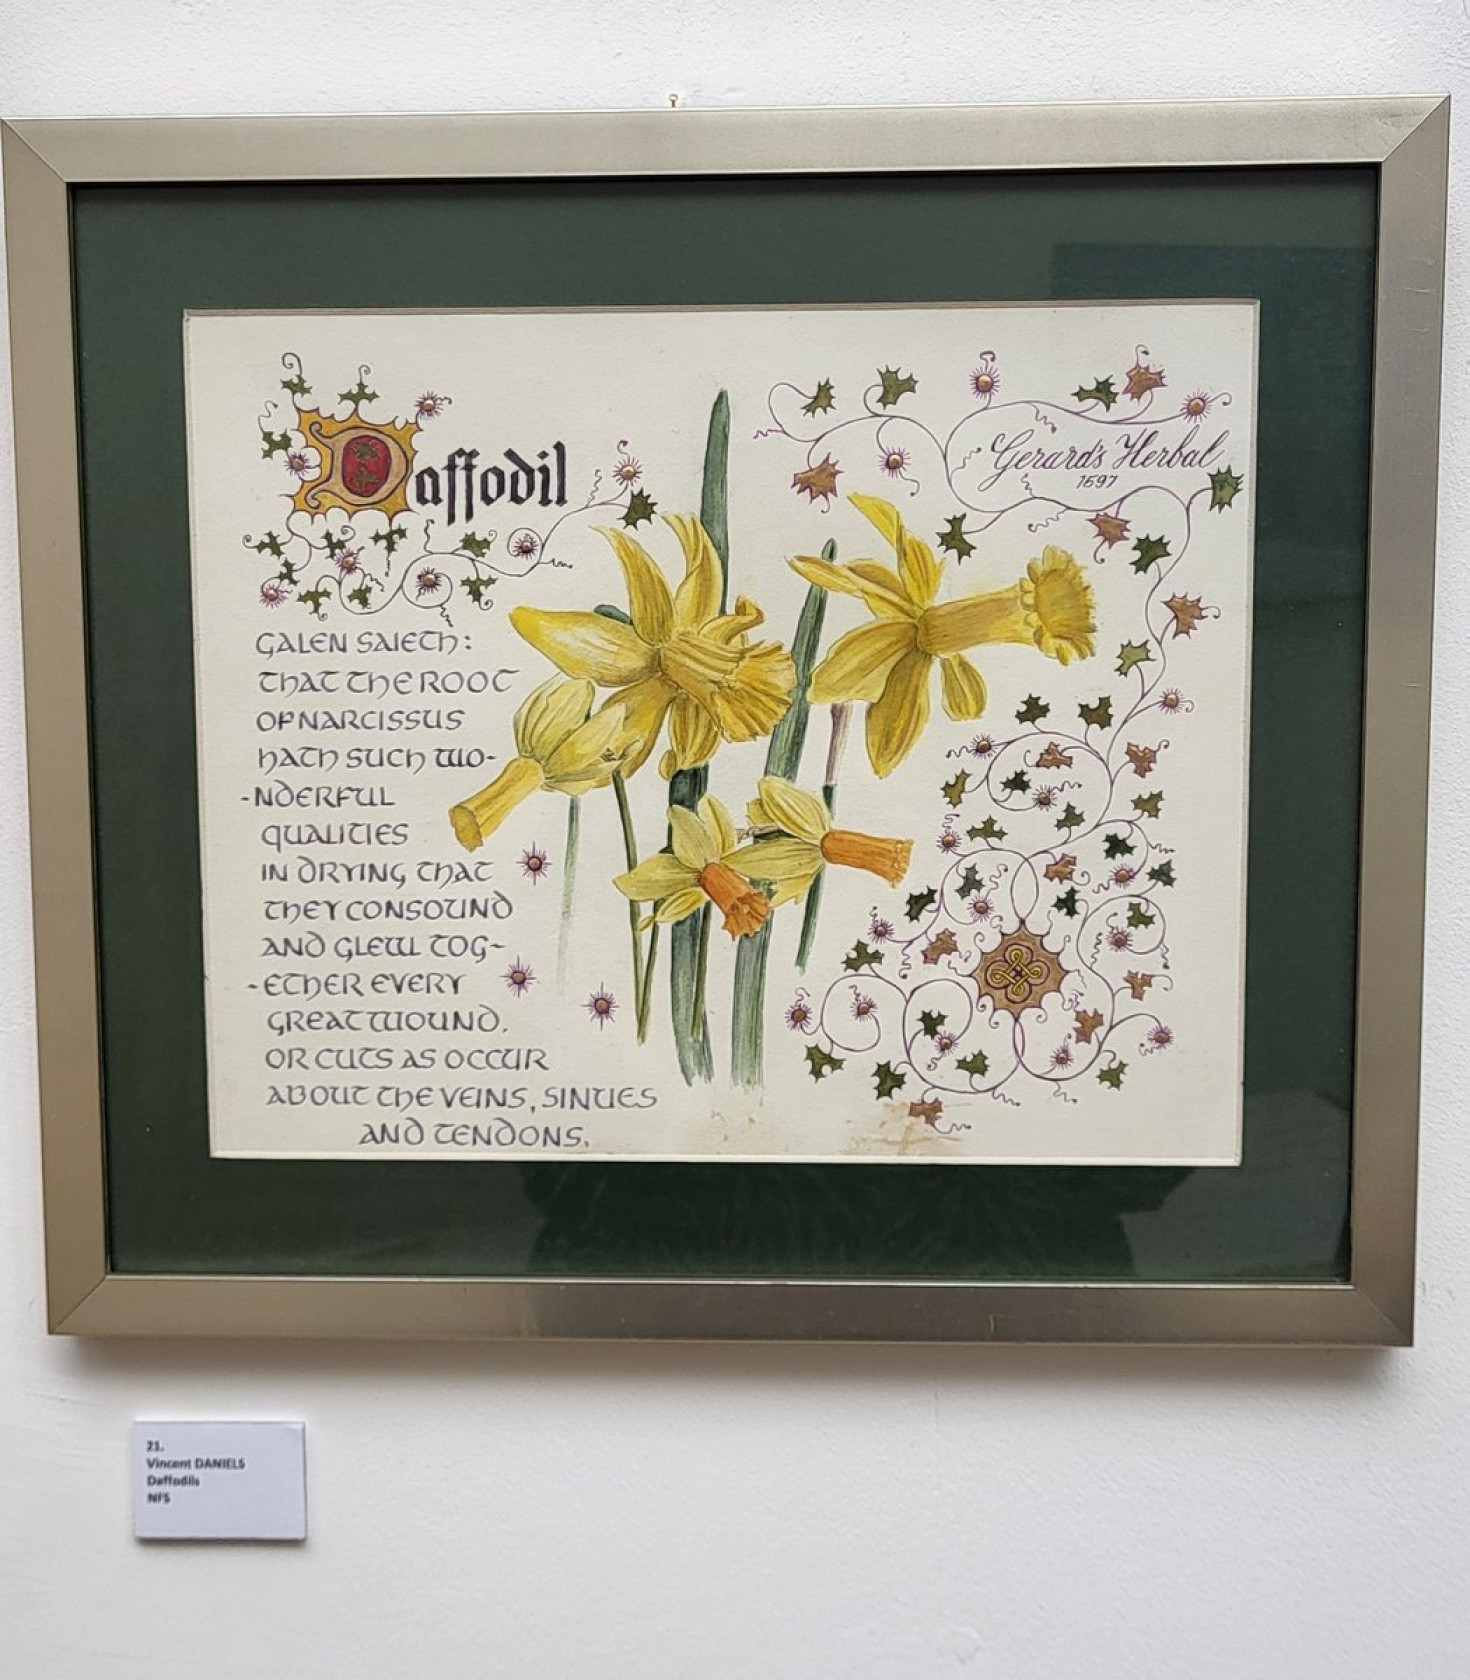 Daffodil
Gerard's Herbal
1597
GALEN SAIETH:
THAT THE ROOT
OF NARCISSUS
HATH SUCH WO-
-NDERFUL
QUALITIES
IN DRYING THAT
THEY CONSOUND
AND GLEW TOG-
-ETHER EVERY
GREAT WOUND,
OR CUTS AS OCCUR
ABOUT THE VEINS, SINUES
AND TENDONS.
21.
Vincent DANIELS
Daffodils
NFS